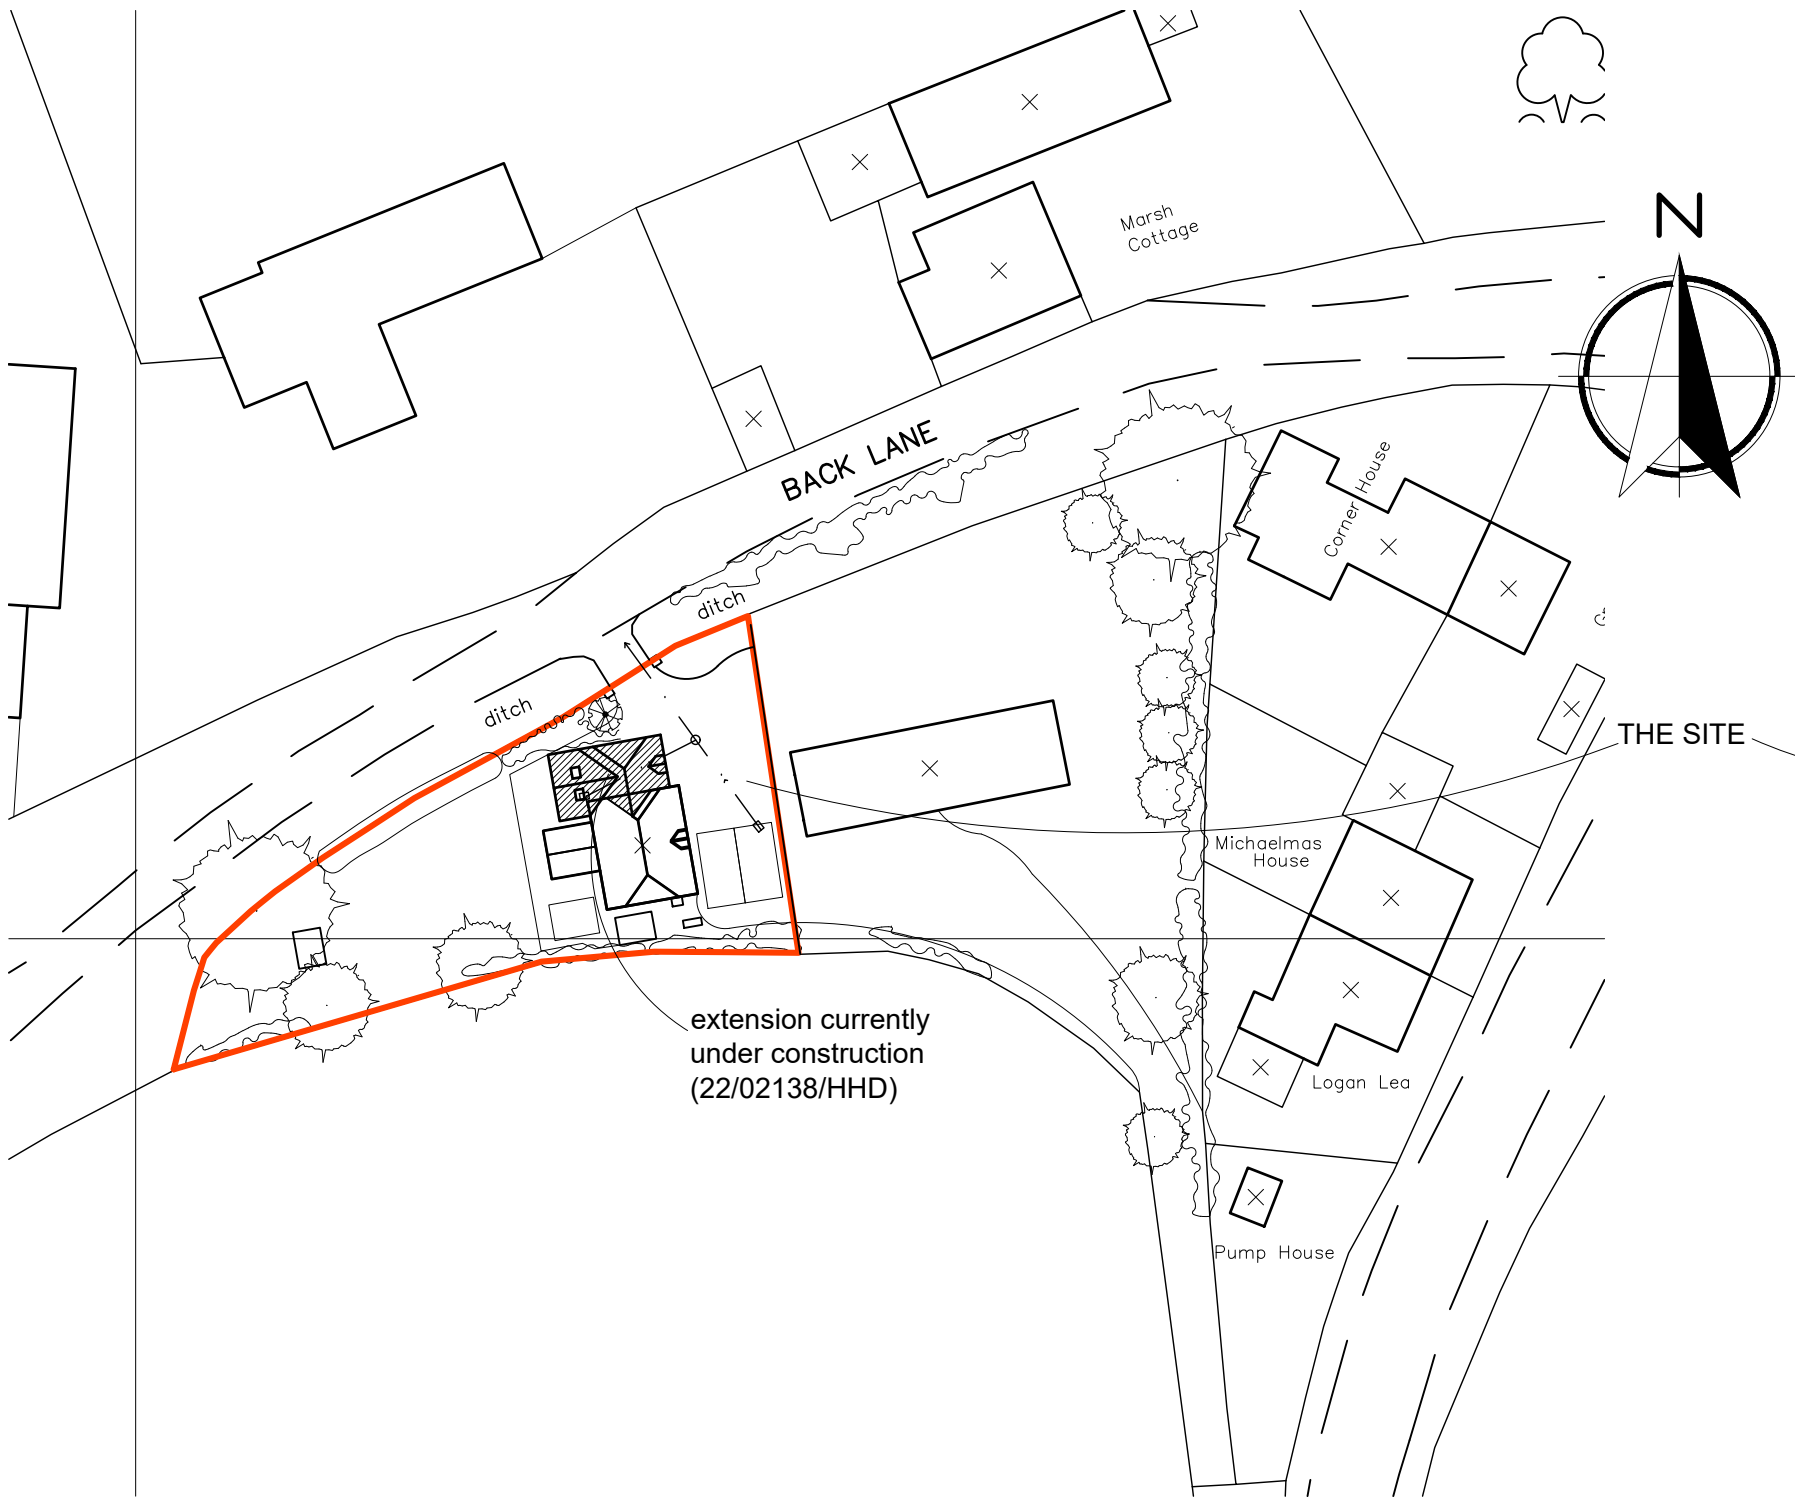 Marsh
Cottage
N
BACK LANE
Corner House
ditch
ditch
THE SITE
Michaelmas
House
extension currently
under construction
(22/02138/HHD)
Logan Lea
Pump House